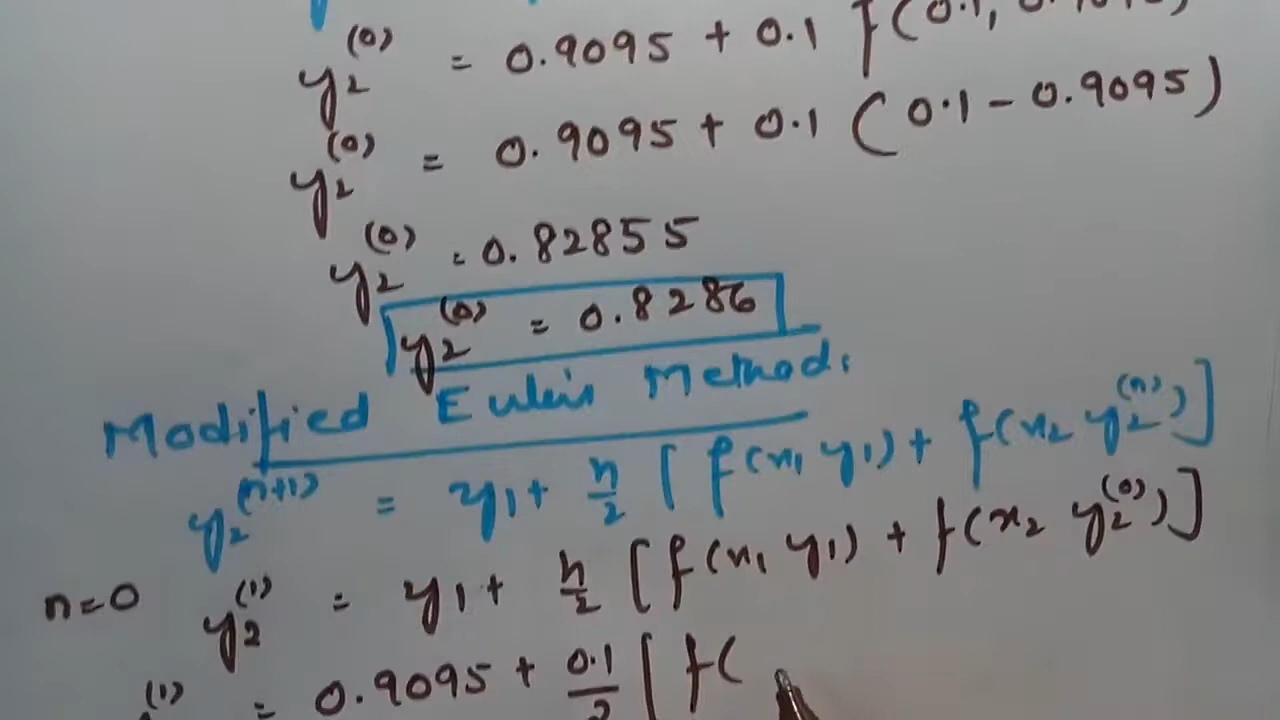 y₂⁽⁰⁾ = 0.9095 + 0.1 f(0.1,
y₂⁽⁰⁾ = 0.9095 + 0.1 (0.1 - 0.9095)
y₂⁽⁰⁾ = 0.82855
y₂⁽⁰⁾ = 0.8286
Modified Euler's Method:
y₂⁽ⁿ⁺¹⁾ = y₁ + h/2 [f(x₁ y₁) + f(x₂ y₂⁽ⁿ⁾)]
n=0 y₂⁽¹⁾ = y₁ + h/2 [f(x₁ y₁) + f(x₂ y₂⁽⁰⁾)]
⁽¹⁾ = 0.9095 + 0.1/2 [f(